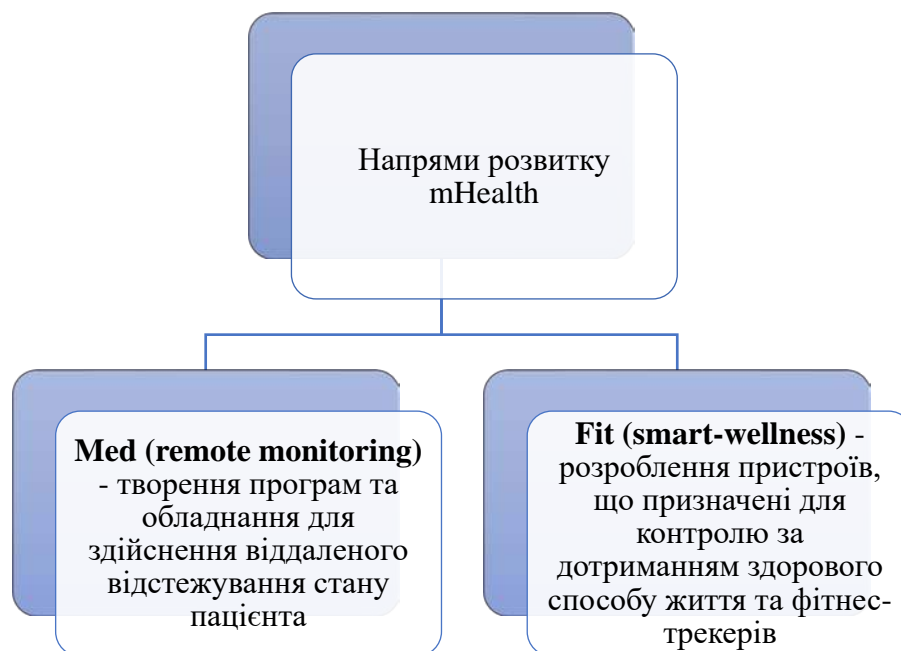 Напрями розвитку
mHealth
Med (remote monitoring)
- творення програм та
обладнання для
здійснення віддаленого
відстежування стану
пацієнта
Fit (smart-wellness) -
розроблення пристроїв,
що призначені для
контролю за
дотриманням здорового
способу життя та фітнес-
трекерів